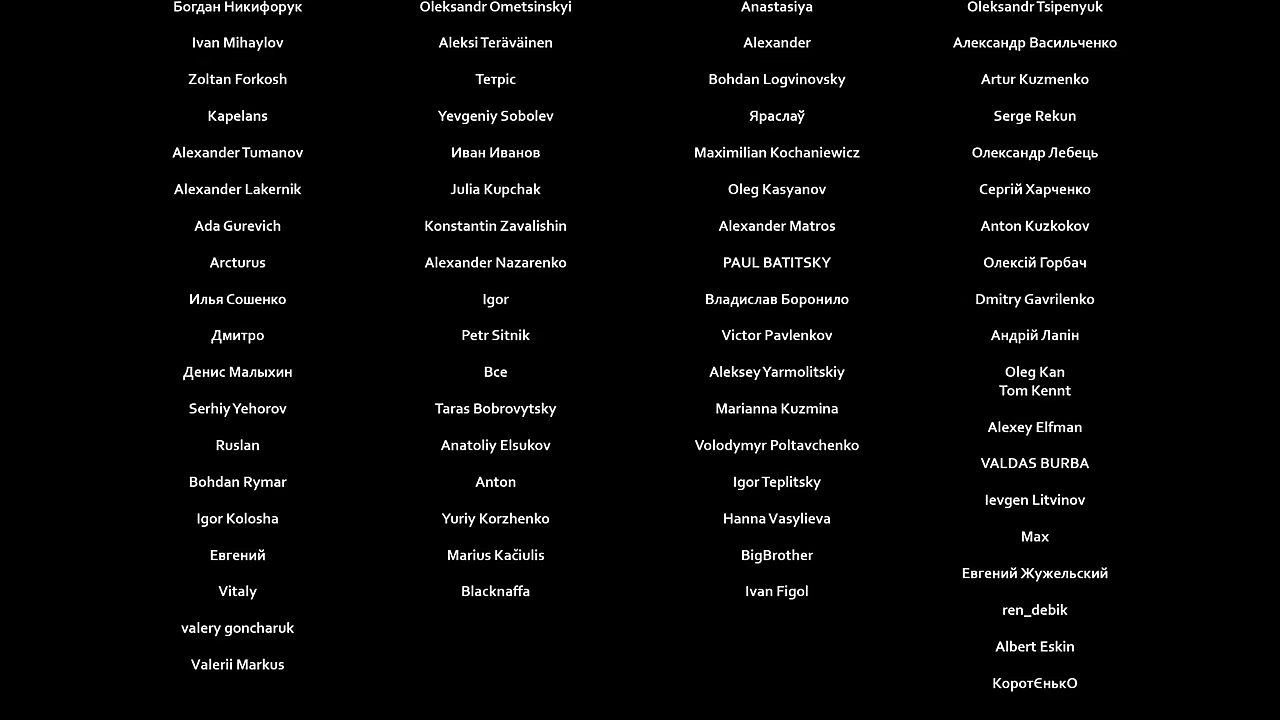 Богдан Никифорук
Ivan Mihaylov
Zoltan Forkosh
Kapelans
Alexander Tumanov
Alexander Lakernik
Ada Gurevich
Arcturus
Илья Сошенко
Дмитро
Денис Малыхин
Serhiy Yehorov
Ruslan
Bohdan Rymar
Igor Kolosha
Евгений
Vitaly
valery goncharuk
Valerii Markus
Oleksandr Ometsinskyi
Aleksi Teräväinen
Тетріс
Yevgeniy Sobolev
Иван Иванов
Julia Kupchak
Konstantin Zavalishin
Alexander Nazarenko
Igor
Petr Sitnik
Все
Taras Bobrovytsky
Anatoliy Elsukov
Anton
Yuriy Korzhenko
Marius Kačiulis
Blacknaffa
Anastasiya
Alexander
Bohdan Logvinovsky
Яраслаў
Maximilian Kochaniewicz
Oleg Kasyanov
Alexander Matros
PAUL BATITSKY
Владислав Боронило
Victor Pavlenkov
Aleksey Yarmolitskiy
Marianna Kuzmina
Volodymyr Poltavchenko
Igor Teplitsky
Hanna Vasylieva
BigBrother
Ivan Figol
Oleksandr Tsipenyuk
Александр Васильченко
Artur Kuzmenko
Serge Rekun
Олександр Лебець
Сергій Харченко
Anton Kuzkokov
Олексій Горбач
Dmitry Gavrilenko
Андрій Лапін
Oleg Kan
Tom Kennt
Alexey Elfman
VALDAS BURBA
Ievgen Litvinov
Max
Евгений Жужельский
ren_debik
Albert Eskin
КоротЄнькО